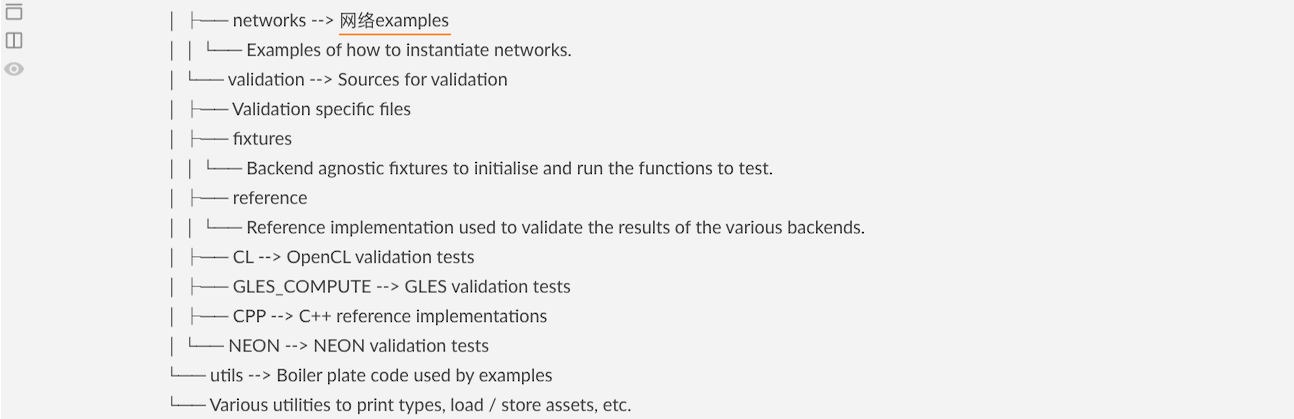 │ ├── networks --> 网络examples
│ │ └── Examples of how to instantiate networks.
│ └── validation --> Sources for validation
│ ├── Validation specific files
│ ├── fixtures
│ │ └── Backend agnostic fixtures to initialise and run the functions to test.
│ ├── reference
│ │ └── Reference implementation used to validate the results of the various backends.
│ ├── CL --> OpenCL validation tests
│ ├── GLES_COMPUTE --> GLES validation tests
│ ├── CPP --> C++ reference implementations
│ └── NEON --> NEON validation tests
└── utils --> Boiler plate code used by examples
└── Various utilities to print types, load / store assets, etc.